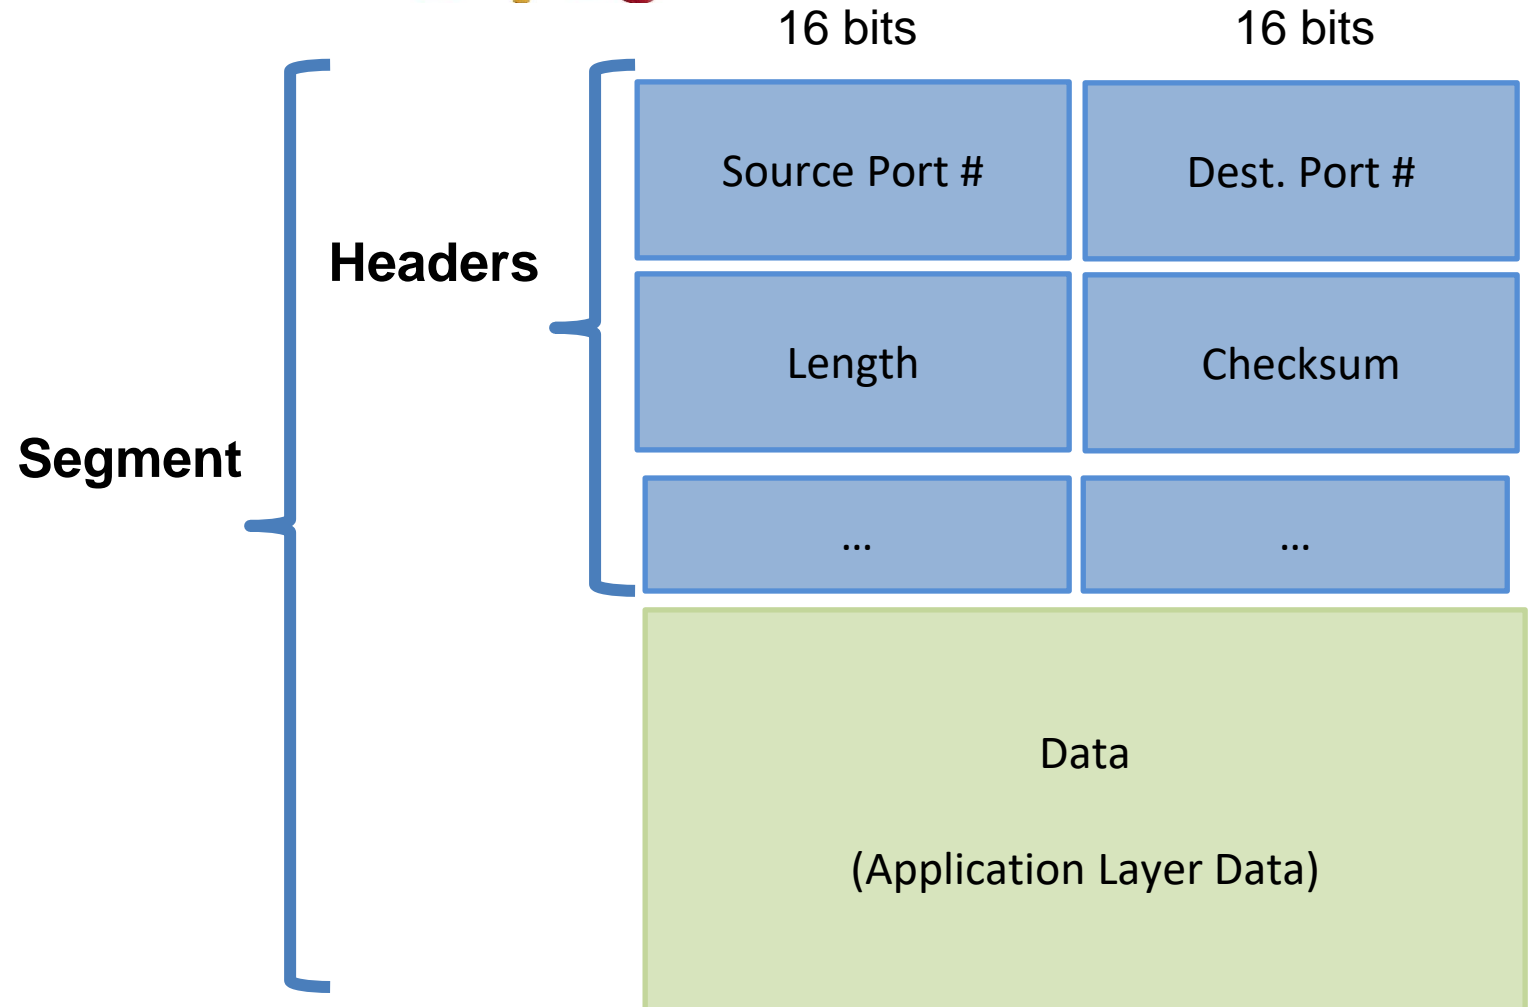 16 bits
16 bits
Source Port #
Dest. Port #
Headers
Length
Checksum
Segment
...
...
Data
(Application Layer Data)